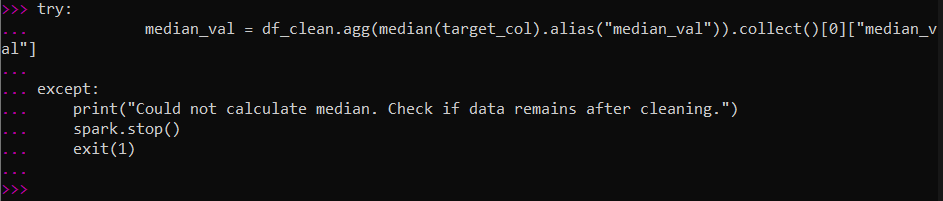 >>> try:
...             median_val = df_clean.agg(median(target_col).alias("median_val")).collect()[0]["median_v
al"]
...
... except:
...     print("Could not calculate median. Check if data remains after cleaning.")
...     spark.stop()
...     exit(1)
...
>>>